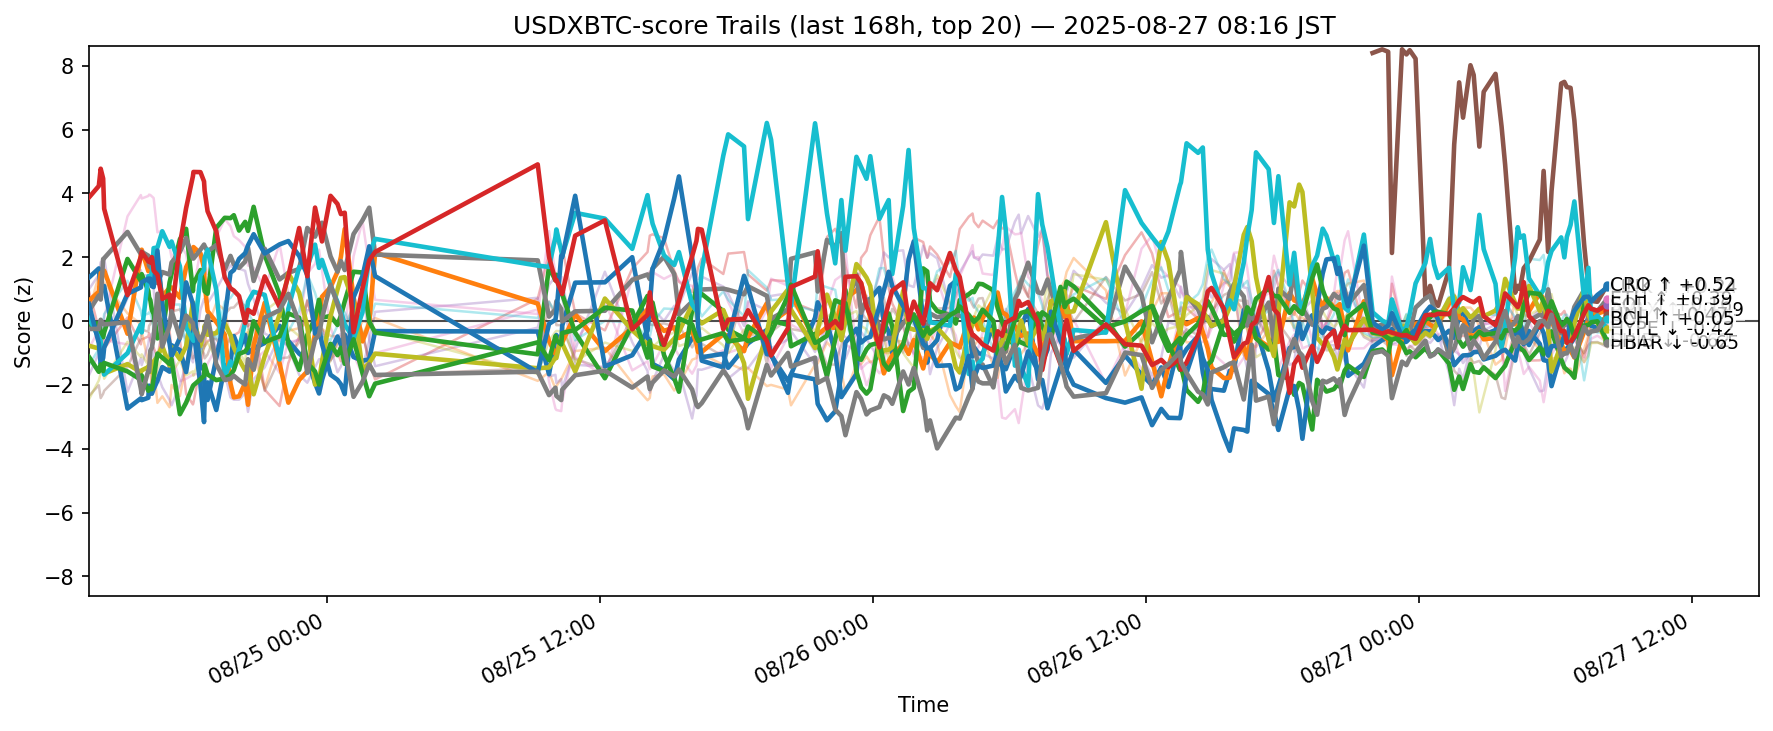 USDXBTC-score Trails (last 168h, top 20) — 2025-08-27 08:16 JST
Score (z)
8
6
4
2
0
−2
−4
−6
−8
CRO ↑ +0.52
ETH ↑ +0.39
BCH ↑ +0.05
HYPE ↓ -0.42
HBAR ↓ -0.65
08/25 00:00
08/25 12:00
08/26 00:00
08/26 12:00
08/27 00:00
08/27 12:00
Time